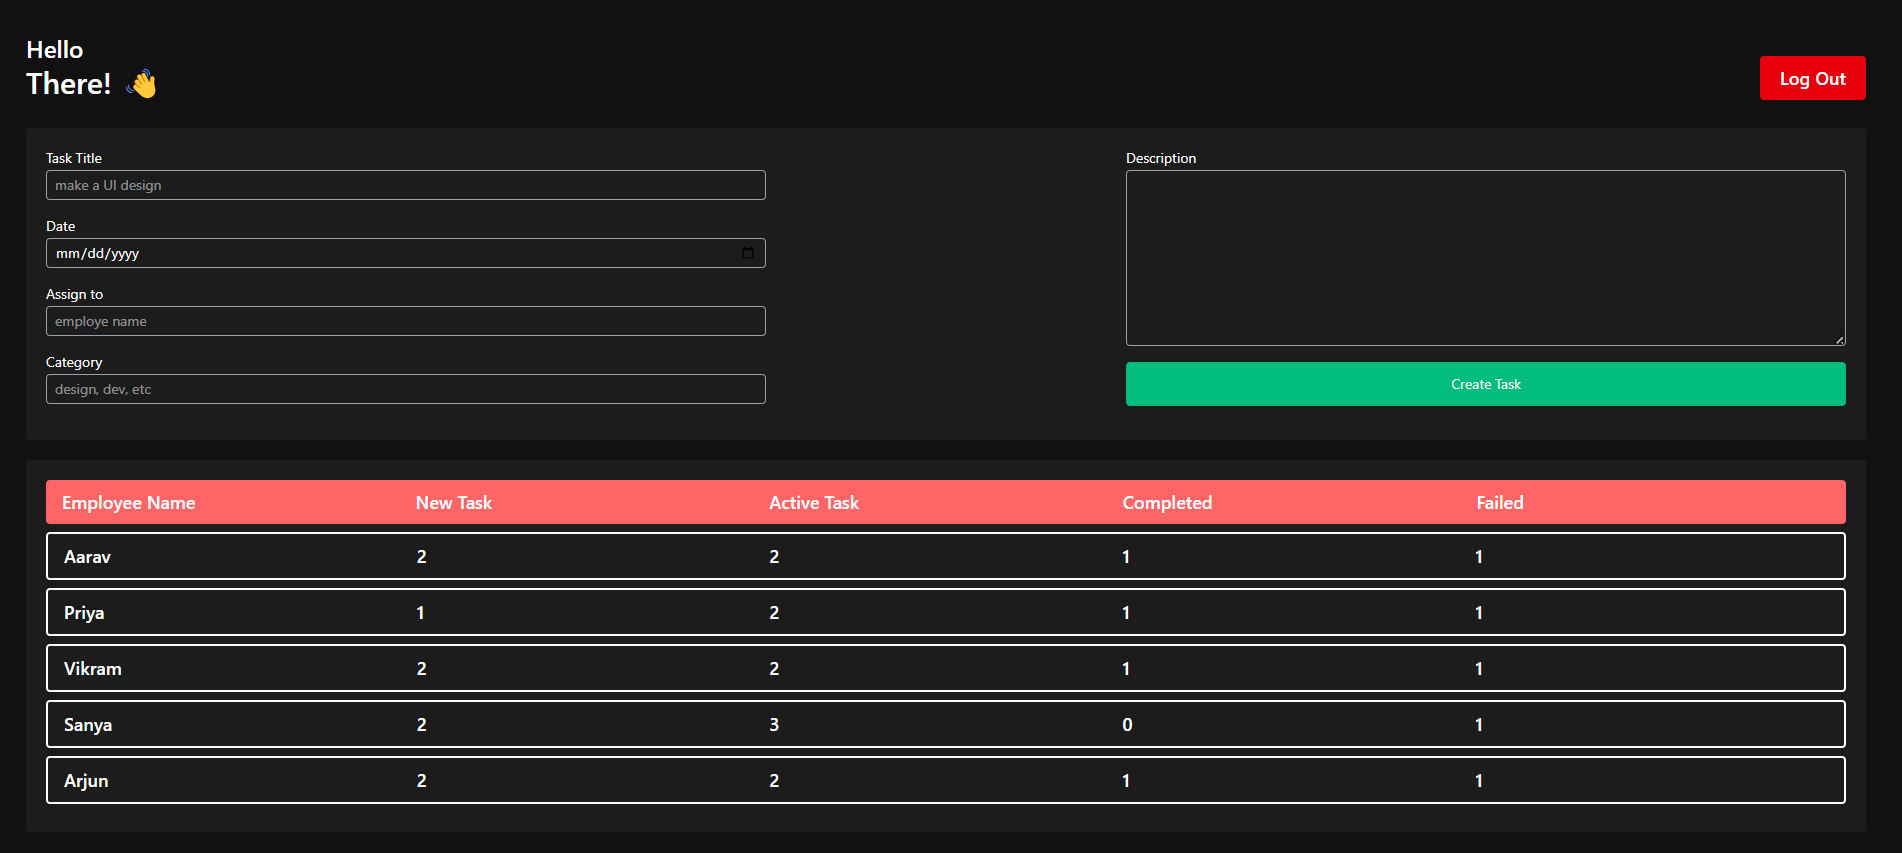 Hello
There! 👋
Log Out
Task Title
make a UI design
Date
mm/dd/yyyy
Assign to
employe name
Category
design, dev, etc
Description
Create Task
Employee Name New Task Active Task Completed Failed
Aarav 2 2 1 1
Priya 1 2 1 1
Vikram 2 2 1 1
Sanya 2 3 0 1
Arjun 2 2 1 1